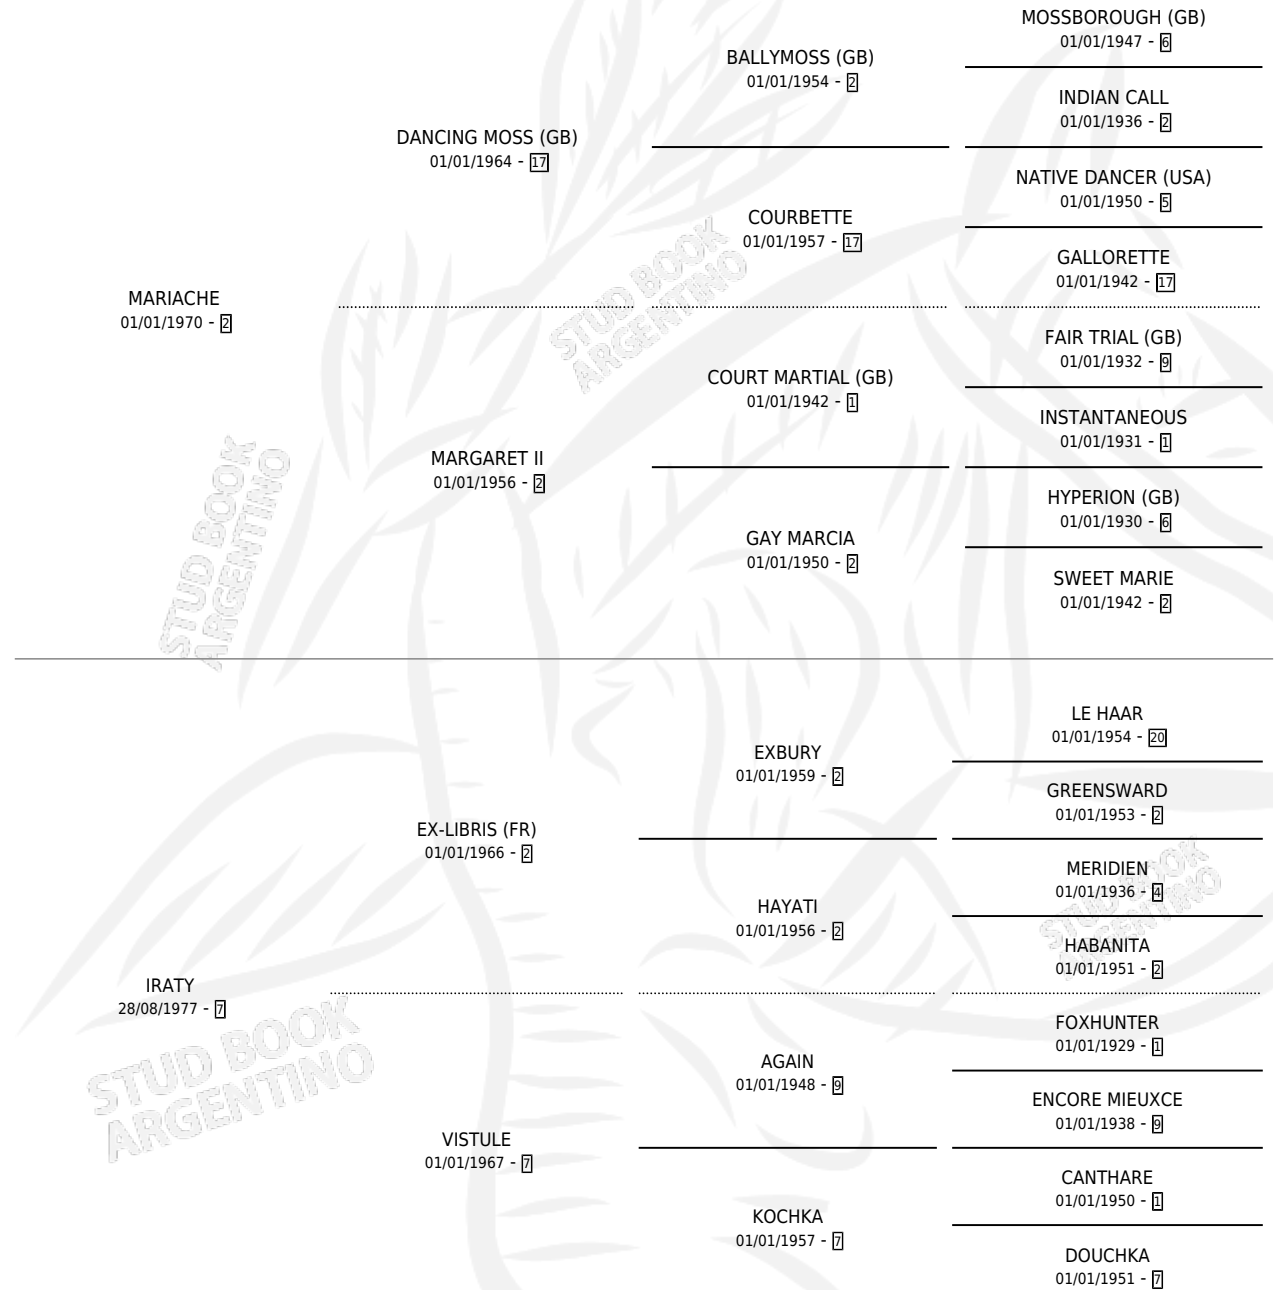 MOSSBOROUGH (GB)
01/01/1947 - 6
BALLYMOSS (GB)
01/01/1954 - 2
INDIAN CALL
01/01/1936 - 2
DANCING MOSS (GB)
01/01/1964 - 17
NATIVE DANCER (USA)
01/01/1950 - 5
COURBETTE
01/01/1957 - 17
GALLORETTE
01/01/1942 - 17
MARIACHE
01/01/1970 - 2
FAIR TRIAL (GB)
01/01/1932 - 9
COURT MARTIAL (GB)
01/01/1942 - 1
INSTANTANEOUS
01/01/1931 - 1
MARGARET II
01/01/1956 - 2
HYPERION (GB)
01/01/1930 - 6
GAY MARCIA
01/01/1950 - 2
SWEET MARIE
01/01/1942 - 2
LE HAAR
01/01/1954 - 20
EXBURY
01/01/1959 - 2
GREENSWARD
01/01/1953 - 2
EX-LIBRIS (FR)
01/01/1966 - 2
MERIDIEN
01/01/1936 - 4
HAYATI
01/01/1956 - 2
HABANITA
01/01/1951 - 2
IRATY
28/08/1977 - 7
FOXHUNTER
01/01/1929 - 1
AGAIN
01/01/1948 - 9
ENCORE MIEUXCE
01/01/1938 - 9
VISTULE
01/01/1967 - 7
CANTHARE
01/01/1950 - 1
KOCHKA
01/01/1957 - 7
DOUCHKA
01/01/1951 - 7
STUD BOOK
ARGENTINO
STUD BOOK
ARGENTINO
STUD BOOK
ARGENTINO
STUD BOOK
ARGENTINO